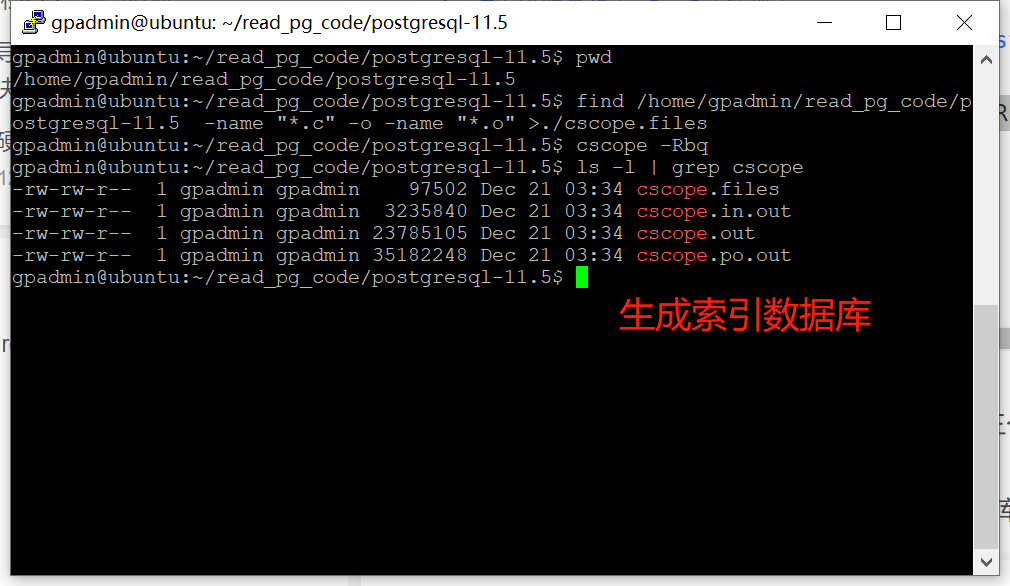 gpadmin@ubuntu: ~/read_pg_code/postgresql-11.5
gpadmin@ubuntu:~/read_pg_code/postgresql-11.5$ pwd
/home/gpadmin/read_pg_code/postgresql-11.5
gpadmin@ubuntu:~/read_pg_code/postgresql-11.5$ find /home/gpadmin/read_pg_code/p
ostgresql-11.5  -name "*.c" -o -name "*.o" >./cscope.files
gpadmin@ubuntu:~/read_pg_code/postgresql-11.5$ cscope -Rbq
gpadmin@ubuntu:~/read_pg_code/postgresql-11.5$ ls -l | grep cscope
-rw-rw-r--  1 gpadmin gpadmin    97502 Dec 21 03:34 cscope.files
-rw-rw-r--  1 gpadmin gpadmin  3235840 Dec 21 03:34 cscope.in.out
-rw-rw-r--  1 gpadmin gpadmin 23785105 Dec 21 03:34 cscope.out
-rw-rw-r--  1 gpadmin gpadmin 35182248 Dec 21 03:34 cscope.po.out
gpadmin@ubuntu:~/read_pg_code/postgresql-11.5$
生成索引数据库